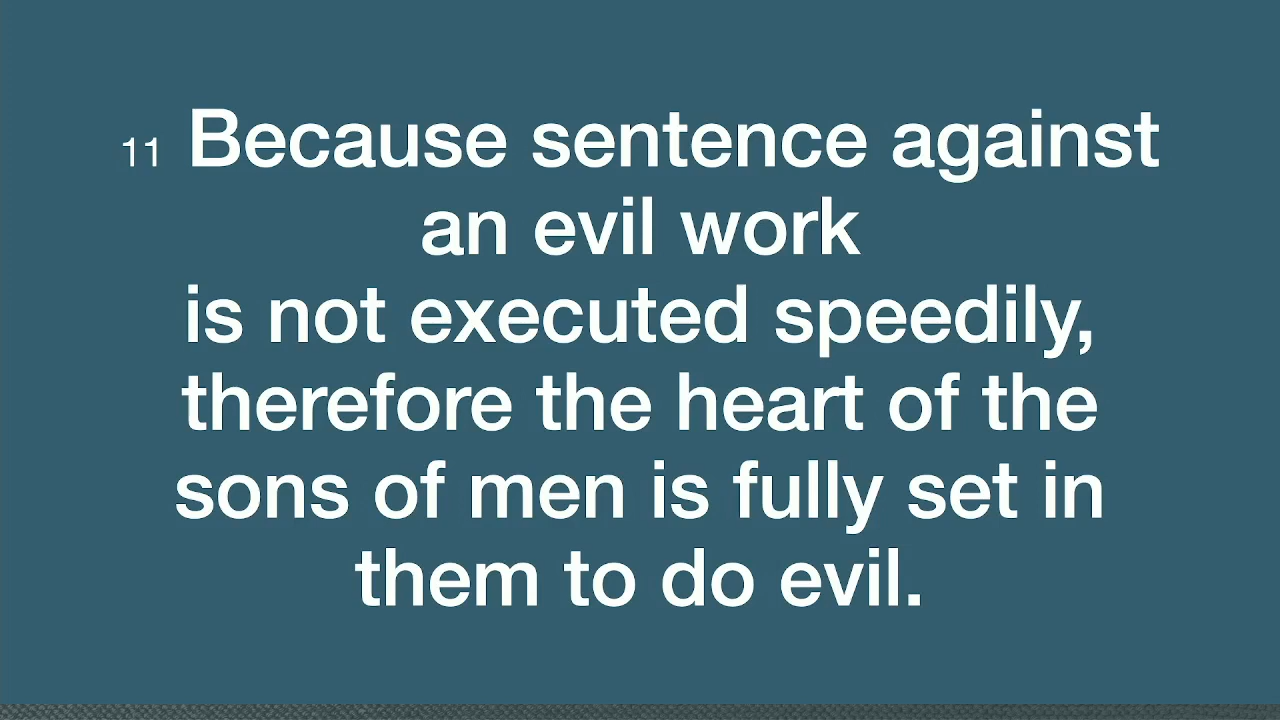 11 Because sentence against
an evil work
is not executed speedily,
therefore the heart of the
sons of men is fully set in
them to do evil.